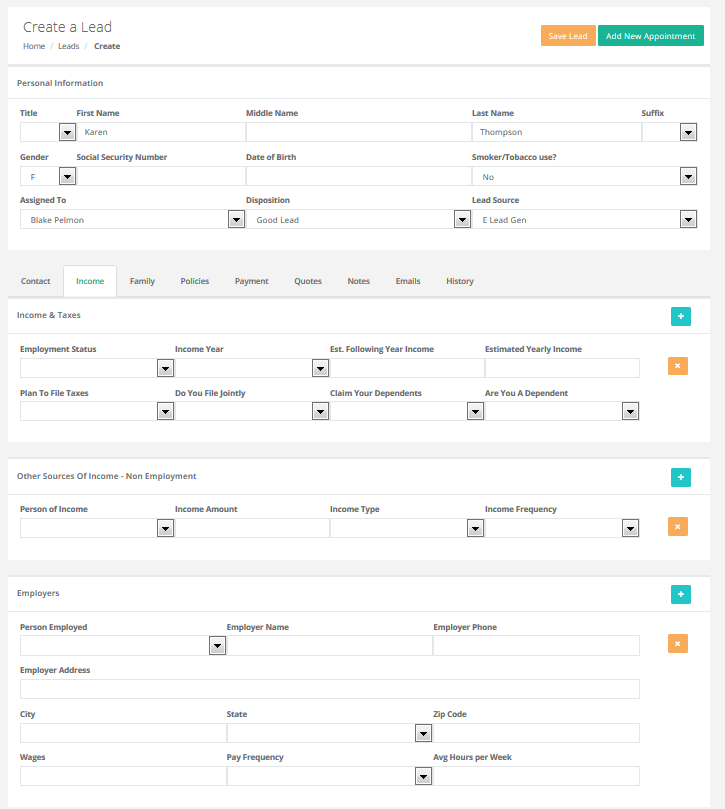 Create a Lead
Home / Leads / Create
Save Lead Add New Appointment
Personal Information
Title First Name Middle Name Last Name Suffix
Karen Thompson
Gender Social Security Number Date of Birth Smoker/Tobacco use?
F No
Assigned To Disposition Lead Source
Blake Pelmon Good Lead E Lead Gen
Contact Income Family Policies Payment Quotes Notes Emails History
Income & Taxes
Employment Status Income Year Est. Following Year Income Estimated Yearly Income
Plan To File Taxes Do You File Jointly Claim Your Dependents Are You A Dependent
Other Sources Of Income - Non Employment
Person of Income Income Amount Income Type Income Frequency
Employers
Person Employed Employer Name Employer Phone
Employer Address
City State Zip Code
Wages Pay Frequency Avg Hours per Week